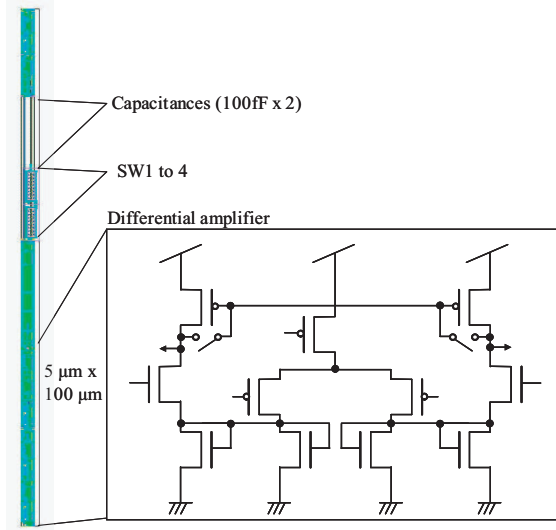 Capacitances (100fF x 2)
SW1 to 4
Differential amplifier
5 μm x
100 μm